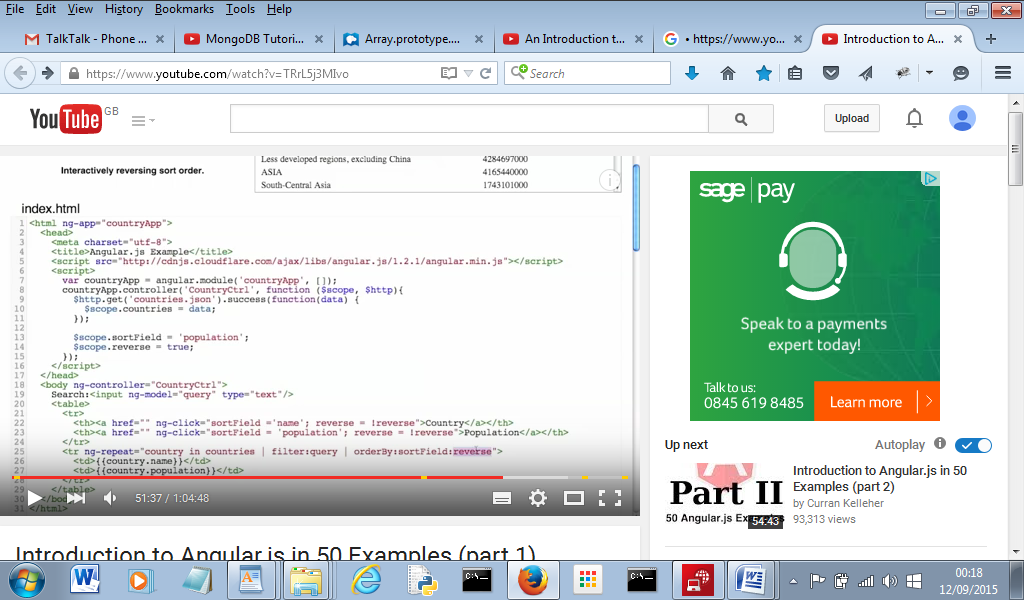 File Edit View History Bookmarks Tools Help
TalkTalk - Phone ... × MongoDB Tutori... × Array.prototype.... × An Introduction t... × • https://www.yo... × Introduction to A... × +
https://www.youtube.com/watch?v=TRrL5j3MIvo Search
YouTube GB Upload
Less developed regions, excluding China 4284697000
Interactively reversing sort order. ASIA 4165440000
South-Central Asia 1743101000
index.html
1 <html ng-app="countryApp">
2 <head>
3 <meta charset="utf-8">
4 <title>Angular.js Example</title>
5 <script src="http://cdnjs.cloudflare.com/ajax/libs/angular.js/1.2.1/angular.min.js"></script>
6 <script>
7 var countryApp = angular.module('countryApp', []);
8 countryApp.controller('CountryCtrl', function ($scope, $http){
9 $http.get('countries.json').success(function(data) {
10 $scope.countries = data;
11 });
12
13 $scope.sortField = 'population';
14 $scope.reverse = true;
15 });
16 </script>
17 </head>
18 <body ng-controller="CountryCtrl">
19 Search:<input ng-model="query" type="text"/>
20 <table>
21 <tr>
22 <th><a href="" ng-click="sortField ='name'; reverse = !reverse">Country</a></th>
23 <th><a href="" ng-click="sortField = 'population'; reverse = !reverse">Population</a></th>
24 </tr>
25 <tr ng-repeat="country in countries | filter:query | orderBy:sortField:reverse">
26 <td>{{country.name}}</td>
27 <td>{{country.population}}</td>
</tr>
</table>
51:37 / 1:04:48
31 </html>
Introduction to Angular.js in 50 Examples (part 1)
sage pay
Speak to a payments
expert today!
Talk to us:
0845 619 8485
Learn more
Up next Autoplay
Part II
50 Angular.js
54:43
Introduction to Angular.js in 50
Examples (part 2)
by Curran Kelleher
93,313 views
00:18
12/09/2015